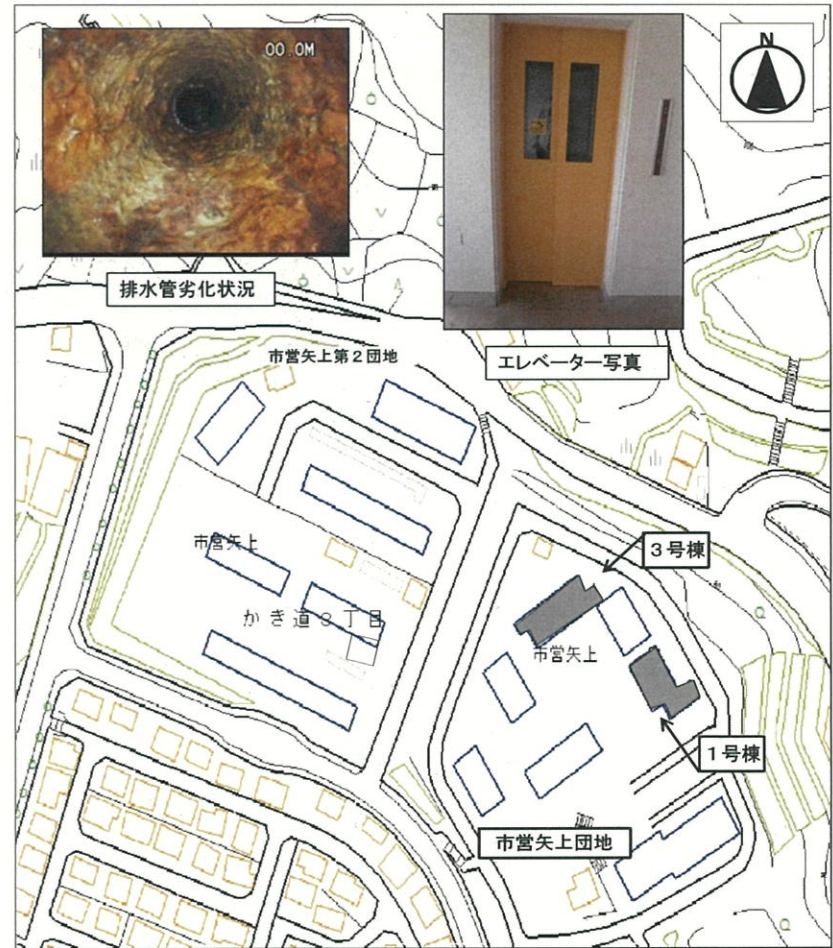 00.0M
N
排水管劣化状況
エレベーター写真
市営矢上第2団地
3号棟
市営矢上
かき道3丁目
市営矢上
1号棟
市営矢上団地